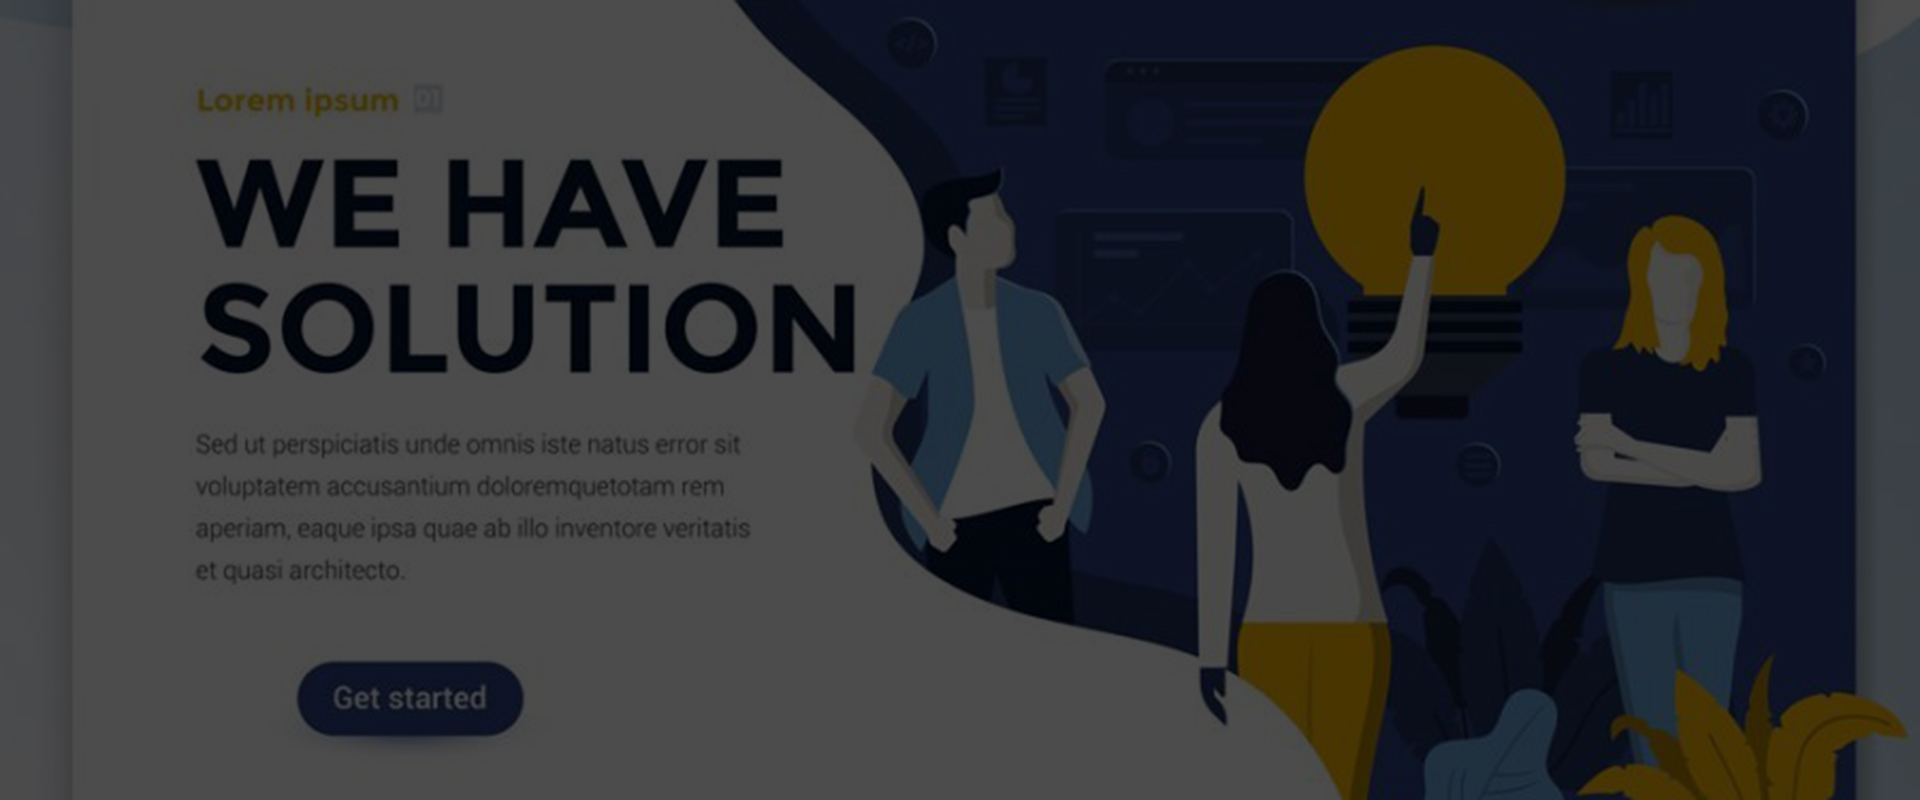 Lorem ipsum 01
WE HAVE
SOLUTION
Sed ut perspiciatis unde omnis iste natus error sit
voluptatem accusantium doloremquetotam rem
aperiam, eaque ipsa quae ab illo inventore veritatis
et quasi architecto.
Get started